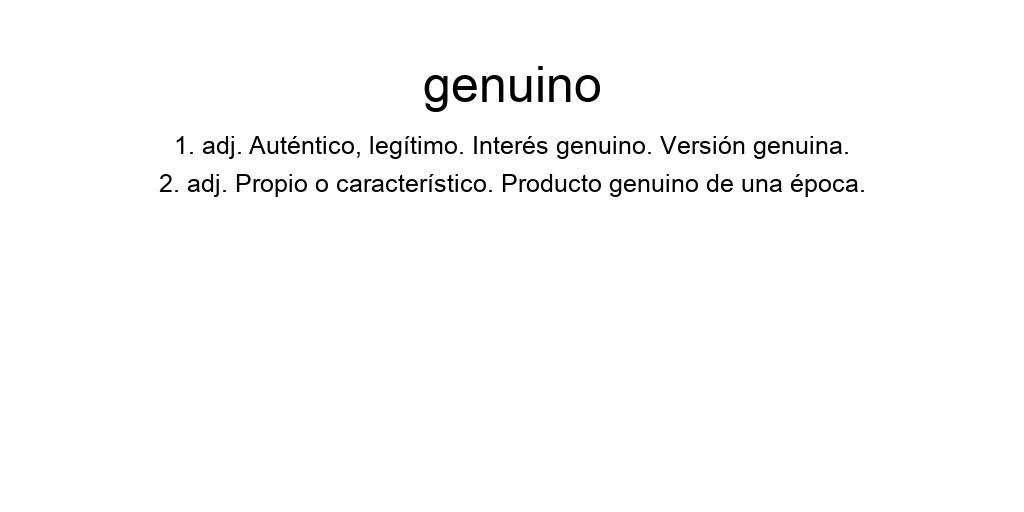 genuino
1. adj. Auténtico, legítimo. Interés genuino. Versión genuina.
2. adj. Propio o característico. Producto genuino de una época.